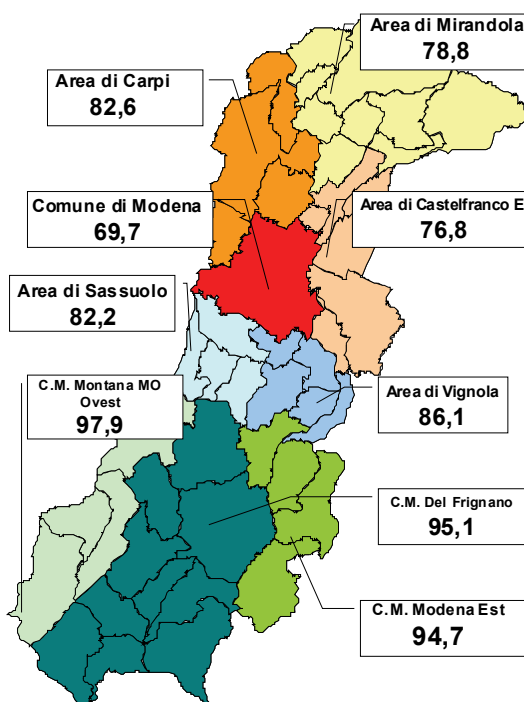 Area di Mirandola
78,8
Area di Carpi
82,6
Comune di Modena
69,7
Area di Castelfranco E
76,8
Area di Sassuolo
82,2
C.M. Montana MO
Ovest
97,9
Area di Vignola
86,1
C.M. Del Frignano
95,1
C.M. Modena Est
94,7